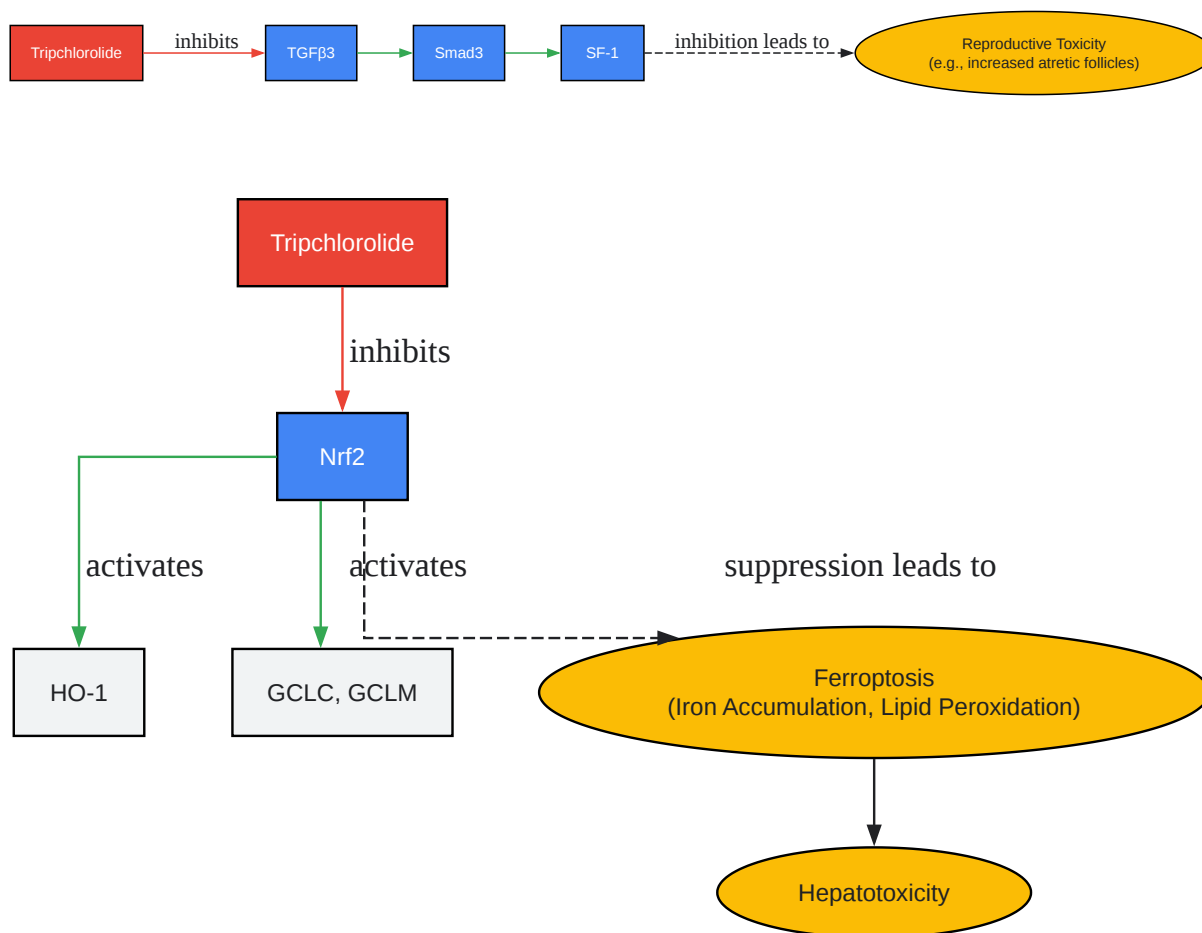 Tripchlorolide
inhibits
TGFβ3
Smad3
SF-1
inhibition leads to
Reproductive Toxicity
(e.g., increased atretic follicles)
Tripchlorolide
inhibits
Nrf2
activates
activates
suppression leads to
HO-1
GCLC, GCLM
Ferroptosis
(Iron Accumulation, Lipid Peroxidation)
Hepatotoxicity